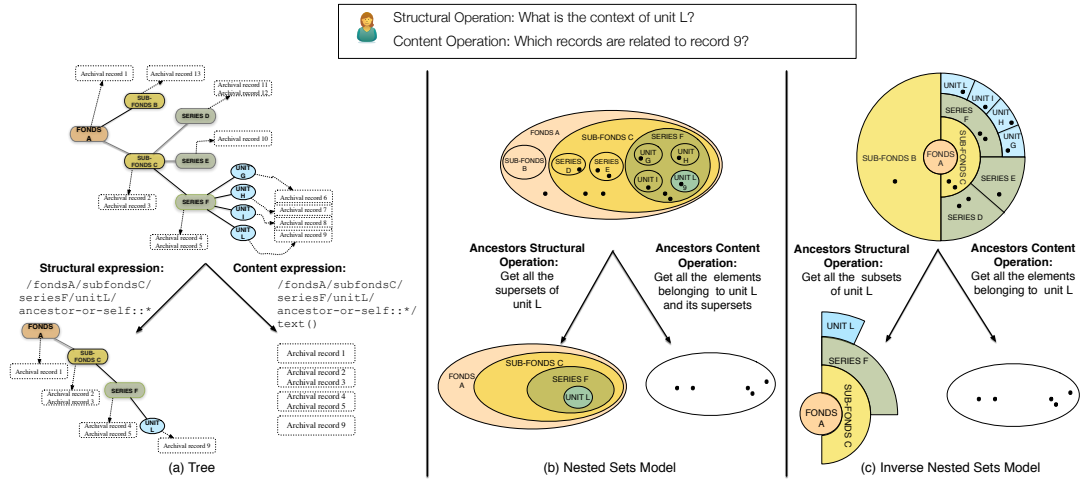 Structural Operation: What is the context of unit L?
Content Operation: Which records are related to record 9?
Archival record 1
Archival record 13
Archival record 11
Archival record 12
SUB-
FONDS B
SERIES D
FONDS
A
Archival record 10
SUB-
FONDS C
SERIES E
UNIT
G
UNIT
H
UNIT
I
UNIT
L
SERIES F
Archival record 2
Archival record 3
Archival record 6
Archival record 7
Archival record 8
Archival record 9
Archival record 4
Archival record 5
Structural expression:
/fondsA/subfondsC/
seriesF/unitL/
ancestor-or-self::*
Content expression:
/fondsA/subfondsC/
seriesF/unitL/
ancestor-or-self::*/
text()
FONDS
A
SUB-
FONDS C
Archival record 1
SERIES F
Archival record 2
Archival record 3
UNIT
L
Archival record 4
Archival record 5
Archival record 9
Archival record 1
Archival record 2
Archival record 3
Archival record 4
Archival record 5
Archival record 9
(a) Tree
FONDS A
SUB-FONDS C
SERIES F
SUB-FONDS
B
SERIES
D
SERIES
E
UNIT
G
UNIT
H
UNIT I
UNIT L
Ancestors Structural
Operation:
Get all the
supersets of
unit L
Ancestors Content
Operation:
Get all the elements
belonging to unit L
and its supersets
FONDS
A
SUB-FONDS C
SERIES F
UNIT L
(b) Nested Sets Model
UNIT L
UNIT I
UNIT
H
UNIT
G
SERIES
F
SUB-FONDS B
FONDS
A
SUB-FONDS C
SERIES E
SERIES D
Ancestors Structural
Operation:
Get all the subsets
of unit L
Ancestors Content
Operation:
Get all the elements
belonging to unit L
UNIT L
SERIES F
FONDS
A
SUB-FONDS C
(c) Inverse Nested Sets Model